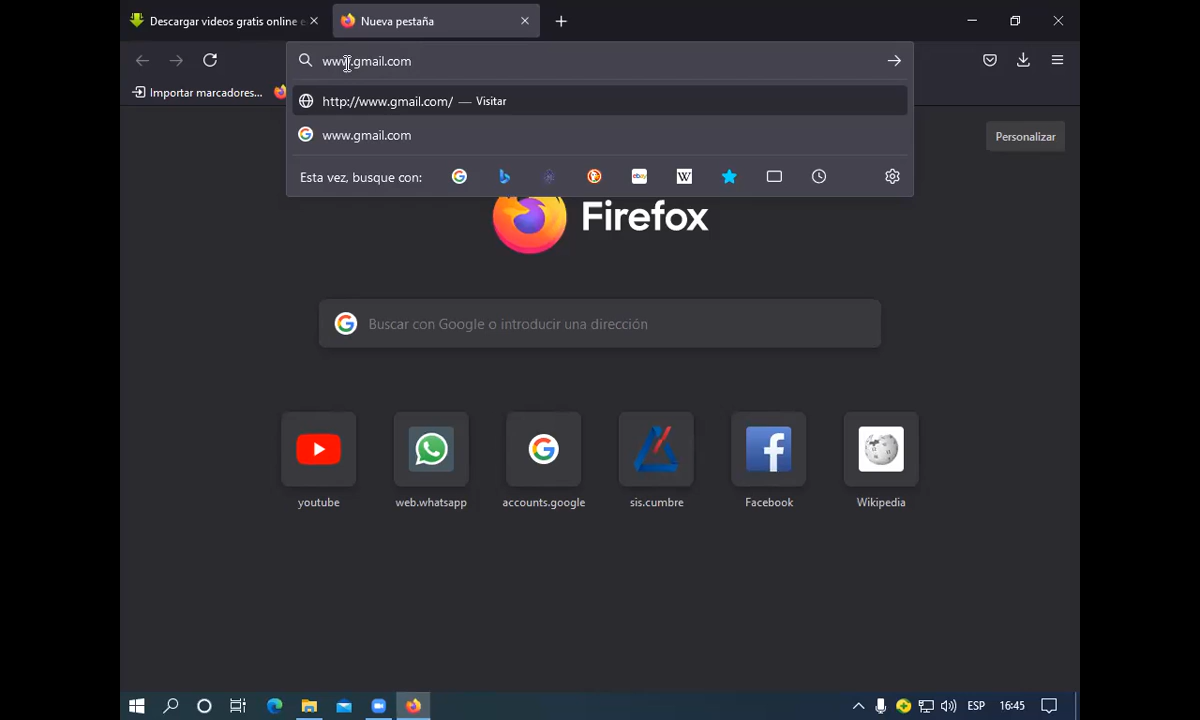 Descargar videos gratis online e
Nueva pestaña
www.gmail.com
Importar marcadores...
http://www.gmail.com/ — Visitar
www.gmail.com
Esta vez, busque con:
ebay
W
Personalizar
Firefox
Buscar con Google o introducir una dirección
youtube
web.whatsapp
accounts.google
sis.cumbre
Facebook
Wikipedia
ESP
16:45